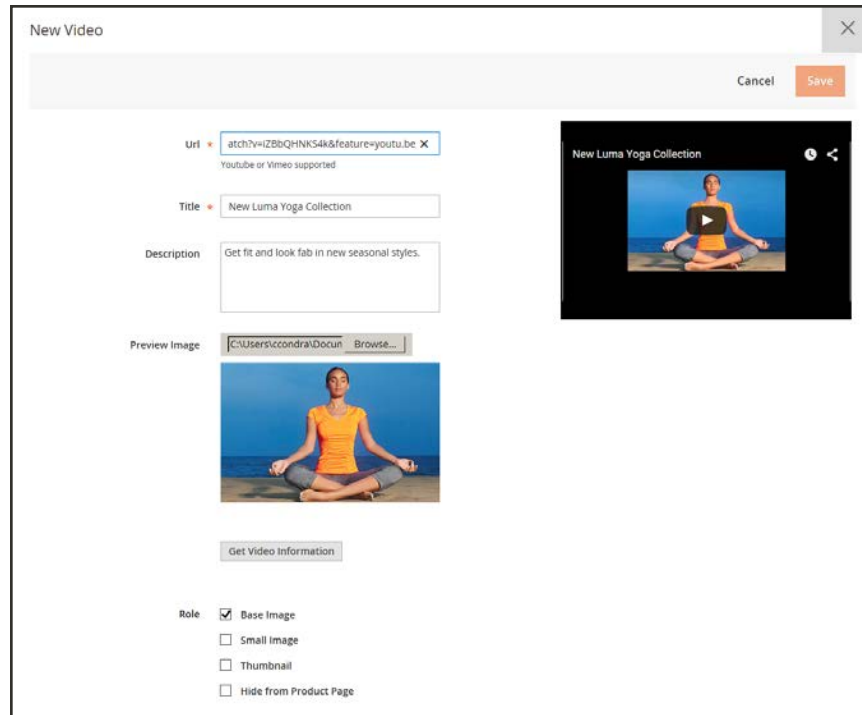 New Video
Cancel
Save
Url *
atch?v=iZBbQHNKS4k&feature=youtu.be
Youtube or Vimeo supported
Title *
New Luma Yoga Collection
Description
Get fit and look fab in new seasonal styles.
Preview Image
C:\Users\ccondra\Docun
Browse...
Get Video Information
Role
Base Image
Small Image
Thumbnail
Hide from Product Page
New Luma Yoga Collection